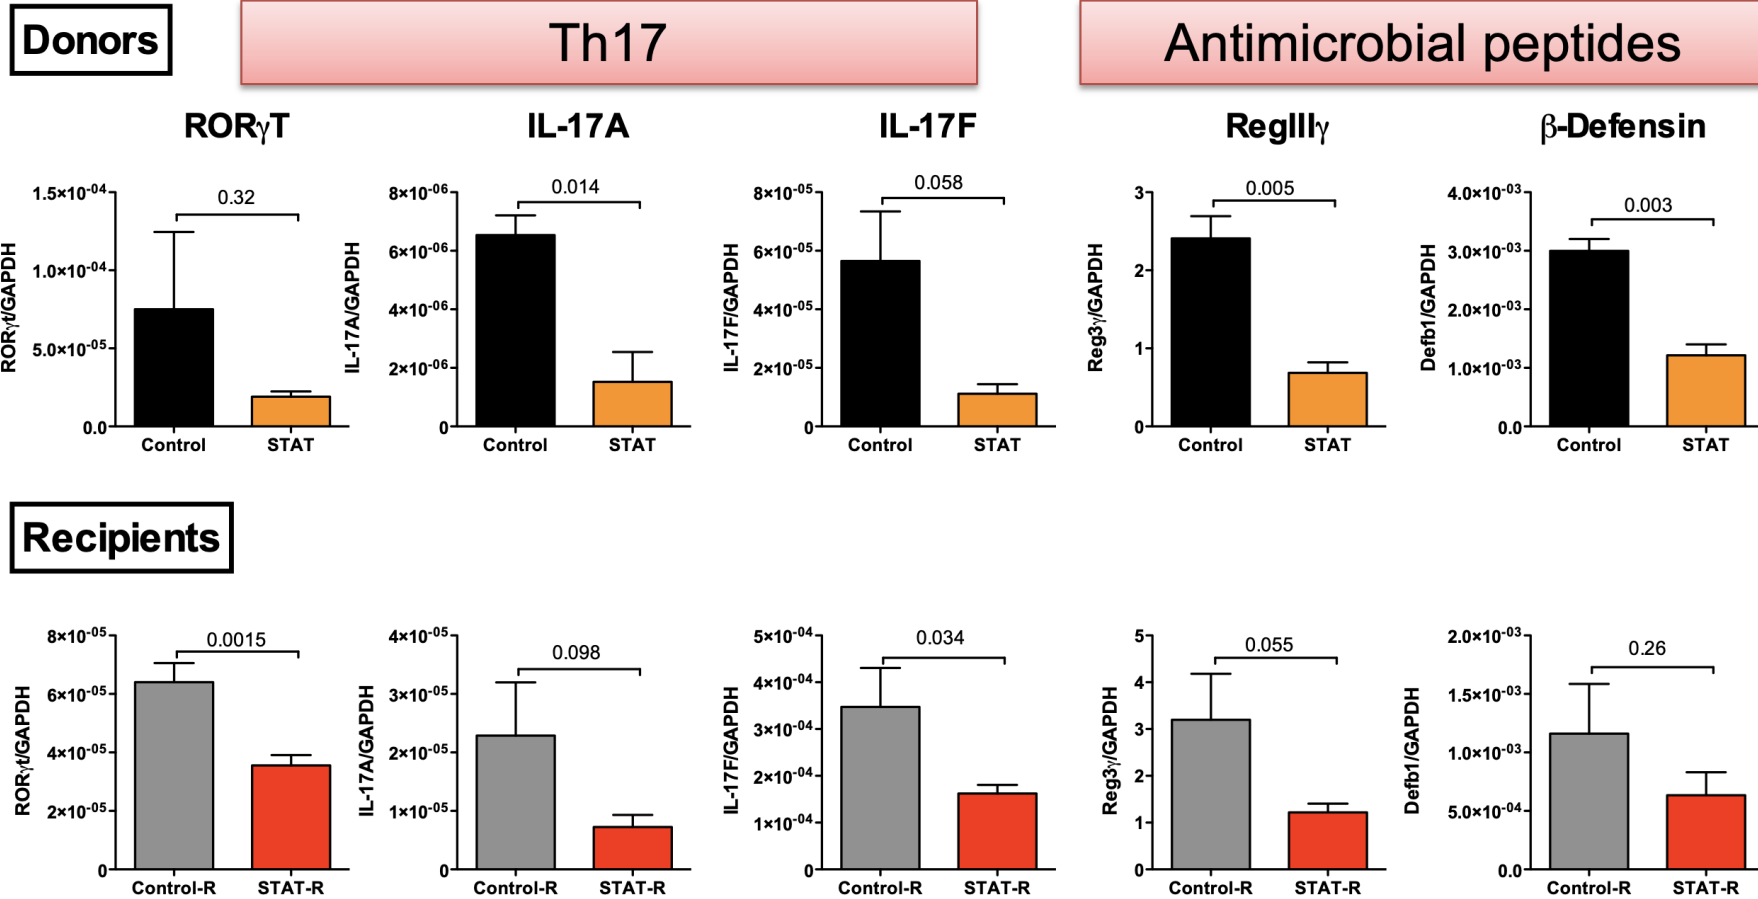 Donors
Th17
Antimicrobial peptides
RORγT
IL-17A
IL-17F
RegIIIγ
β-Defensin
RORγt/GAPDH
1.5×10-04
1.0×10-04
5.0×10-05
0.0
0.32
Control
STAT
IL-17A/GAPDH
8×10-06
6×10-06
4×10-06
2×10-06
0
0.014
Control
STAT
IL-17F/GAPDH
8×10-05
6×10-05
4×10-05
2×10-05
0
0.058
Control
STAT
Reg3γ/GAPDH
3
2
1
0
0.005
Control
STAT
Defb1/GAPDH
4.0×10-03
3.0×10-03
2.0×10-03
1.0×10-03
0.0
0.003
Control
STAT
Recipients
RORγt/GAPDH
8×10-05
6×10-05
4×10-05
2×10-05
0
0.0015
Control-R
STAT-R
IL-17A/GAPDH
4×10-05
3×10-05
2×10-05
1×10-05
0
0.098
Control-R
STAT-R
IL-17F/GAPDH
5×10-04
4×10-04
3×10-04
2×10-04
1×10-04
0
0.034
Control-R
STAT-R
Reg3γ/GAPDH
5
4
3
2
1
0
0.055
Control-R
STAT-R
Defb1/GAPDH
2.0×10-03
1.5×10-03
1.0×10-03
5.0×10-04
0.0
0.26
Control-R
STAT-R